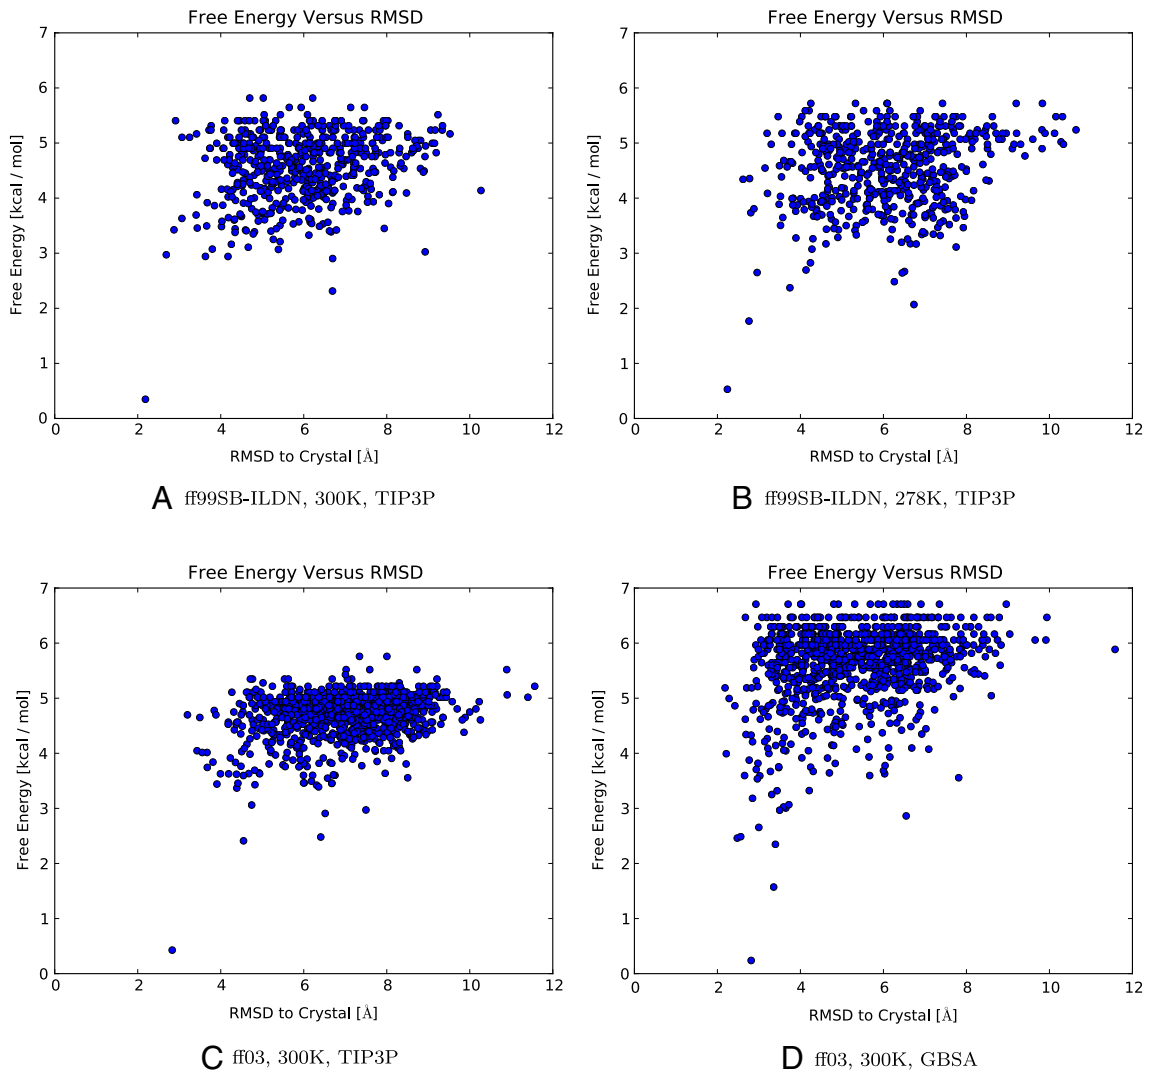 Free Energy Versus RMSD
Free Energy [kcal / mol]
7
6
5
4
3
2
1
0
0 2 4 6 8 10 12
RMSD to Crystal [Å]
A ff99SB-ILDN, 300K, TIP3P
Free Energy Versus RMSD
Free Energy [kcal / mol]
7
6
5
4
3
2
1
0
0 2 4 6 8 10 12
RMSD to Crystal [Å]
B ff99SB-ILDN, 278K, TIP3P
Free Energy Versus RMSD
Free Energy [kcal / mol]
7
6
5
4
3
2
1
0
0 2 4 6 8 10 12
RMSD to Crystal [Å]
C ff03, 300K, TIP3P
Free Energy Versus RMSD
Free Energy [kcal / mol]
7
6
5
4
3
2
1
0
0 2 4 6 8 10 12
RMSD to Crystal [Å]
D ff03, 300K, GBSA